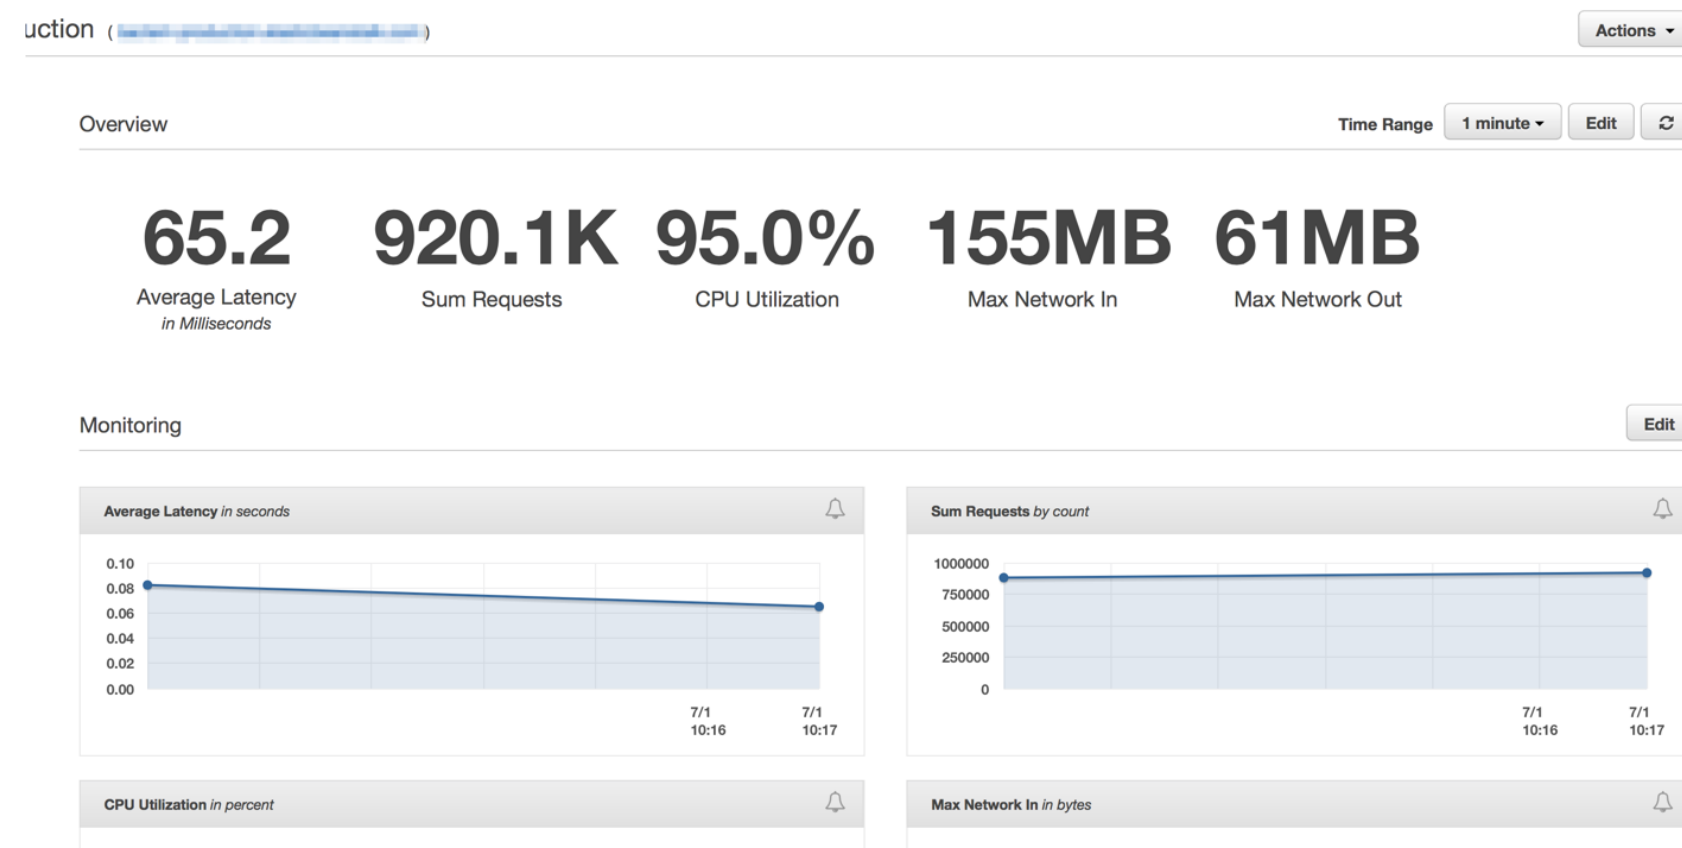 uction ( )
Actions
Overview
Time Range 1 minute Edit
65.2 920.1K 95.0% 155MB 61MB
Average Latency Sum Requests CPU Utilization Max Network In Max Network Out
in Milliseconds
Monitoring
Edit
Average Latency in seconds
0.10
0.08
0.06
0.04
0.02
0.00
7/1 7/1
10:16 10:17
Sum Requests by count
1000000
750000
500000
250000
0
7/1 7/1
10:16 10:17
CPU Utilization in percent
Max Network In in bytes